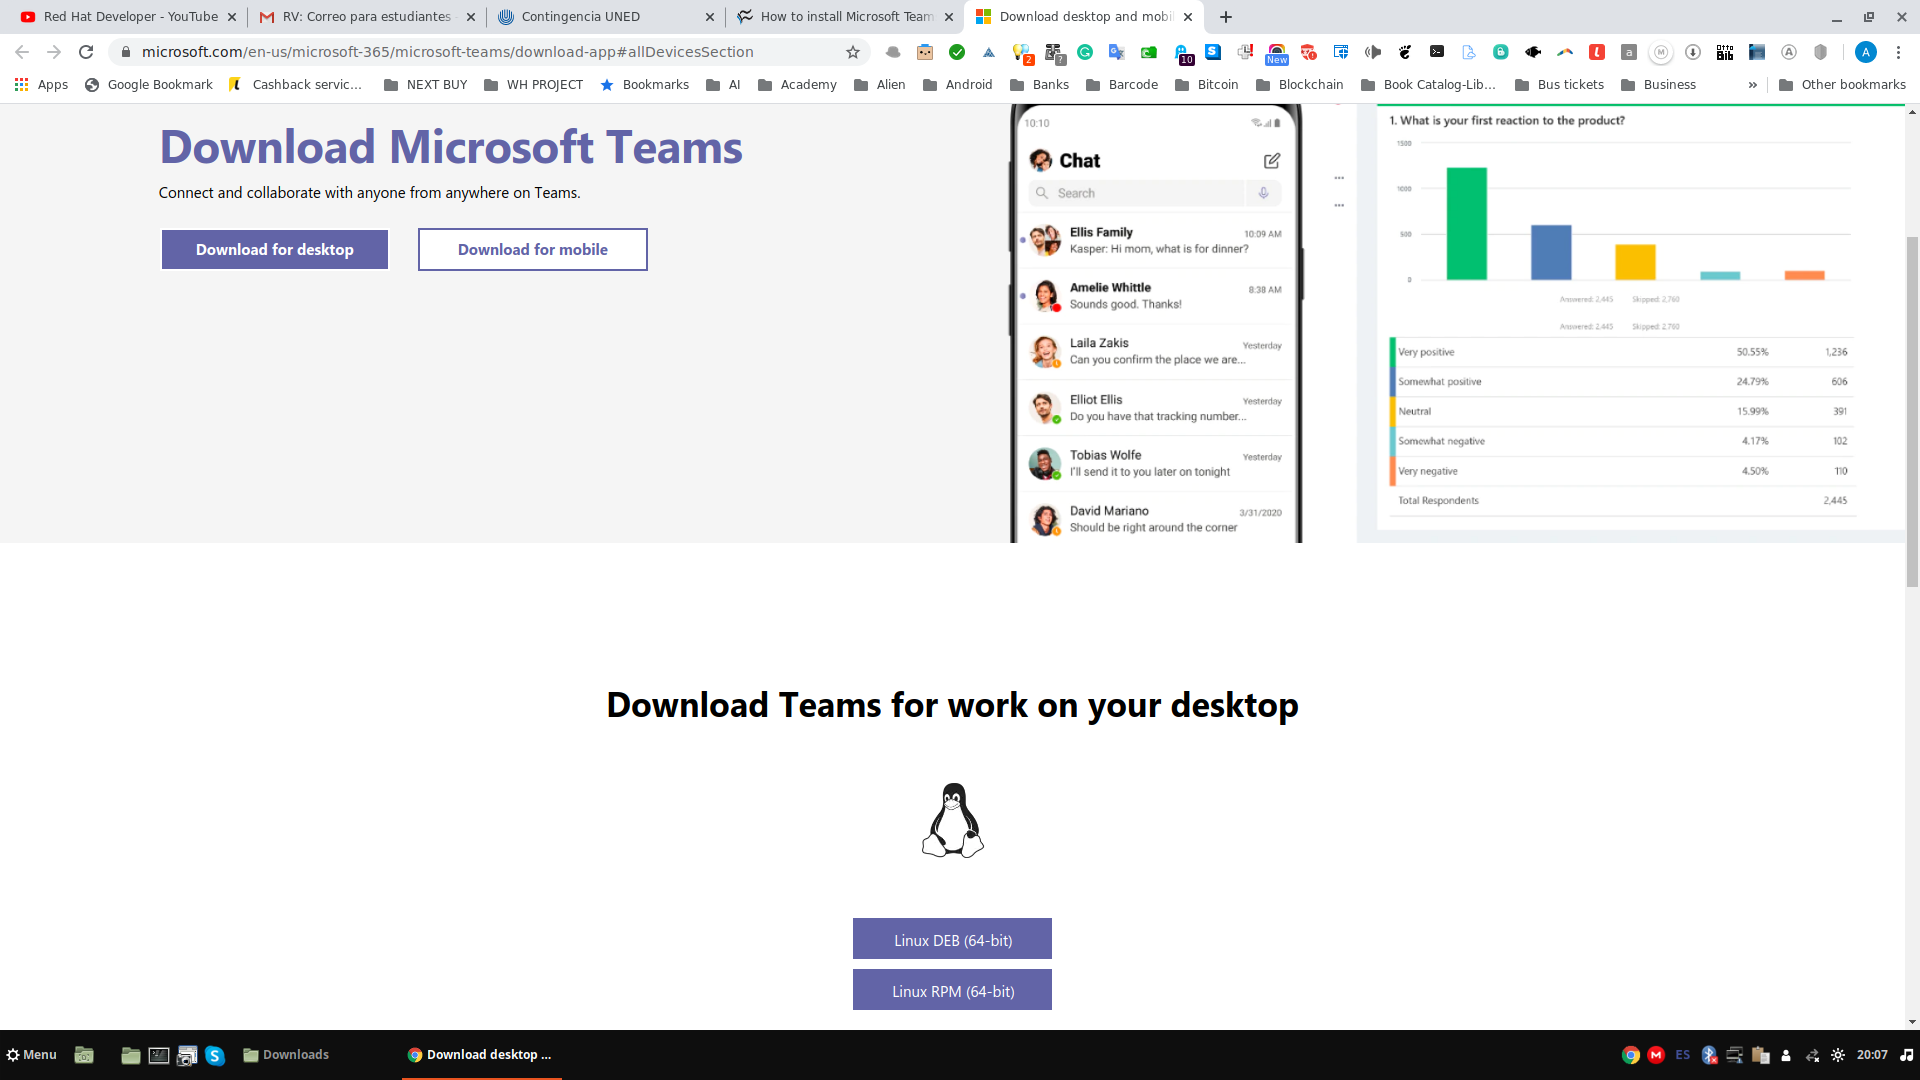 Red Hat Developer - YouTube
RV: Correo para estudiantes
Contingencia UNED
How to install Microsoft Team
Download desktop and mobi
microsoft.com/en-us/microsoft-365/microsoft-teams/download-app#allDevicesSection
2
?
10
New
A
Apps
Google Bookmark
Cashback servic...
NEXT BUY
WH PROJECT
Bookmarks
AI
Academy
Alien
Android
Banks
Barcode
Bitcoin
Blockchain
Book Catalog-Lib...
Bus tickets
Business
»
Other bookmarks
Download Microsoft Teams
Connect and collaborate with anyone from anywhere on Teams.
Download for desktop
Download for mobile
10:10
Chat
Search
Ellis Family 10:09 AM
Kasper: Hi mom, what is for dinner?
Amelie Whittle 8:38 AM
Sounds good. Thanks!
Laila Zakis Yesterday
Can you confirm the place we are...
Elliot Ellis Yesterday
Do you have that tracking number...
Tobias Wolfe Yesterday
I'll send it to you later on tonight
David Mariano 3/31/2020
Should be right around the corner
1. What is your first reaction to the product?
1500
1000
500
0
Answered: 2,445 Skipped: 2,760
Answered: 2,445 Skipped: 2,760
Very positive 50.55% 1,236
Somewhat positive 24.79% 606
Neutral 15.99% 391
Somewhat negative 4.17% 102
Very negative 4.50% 110
Total Respondents 2,445
Download Teams for work on your desktop
Linux DEB (64-bit)
Linux RPM (64-bit)
Menu
Downloads
Download desktop ...
ES
20:07